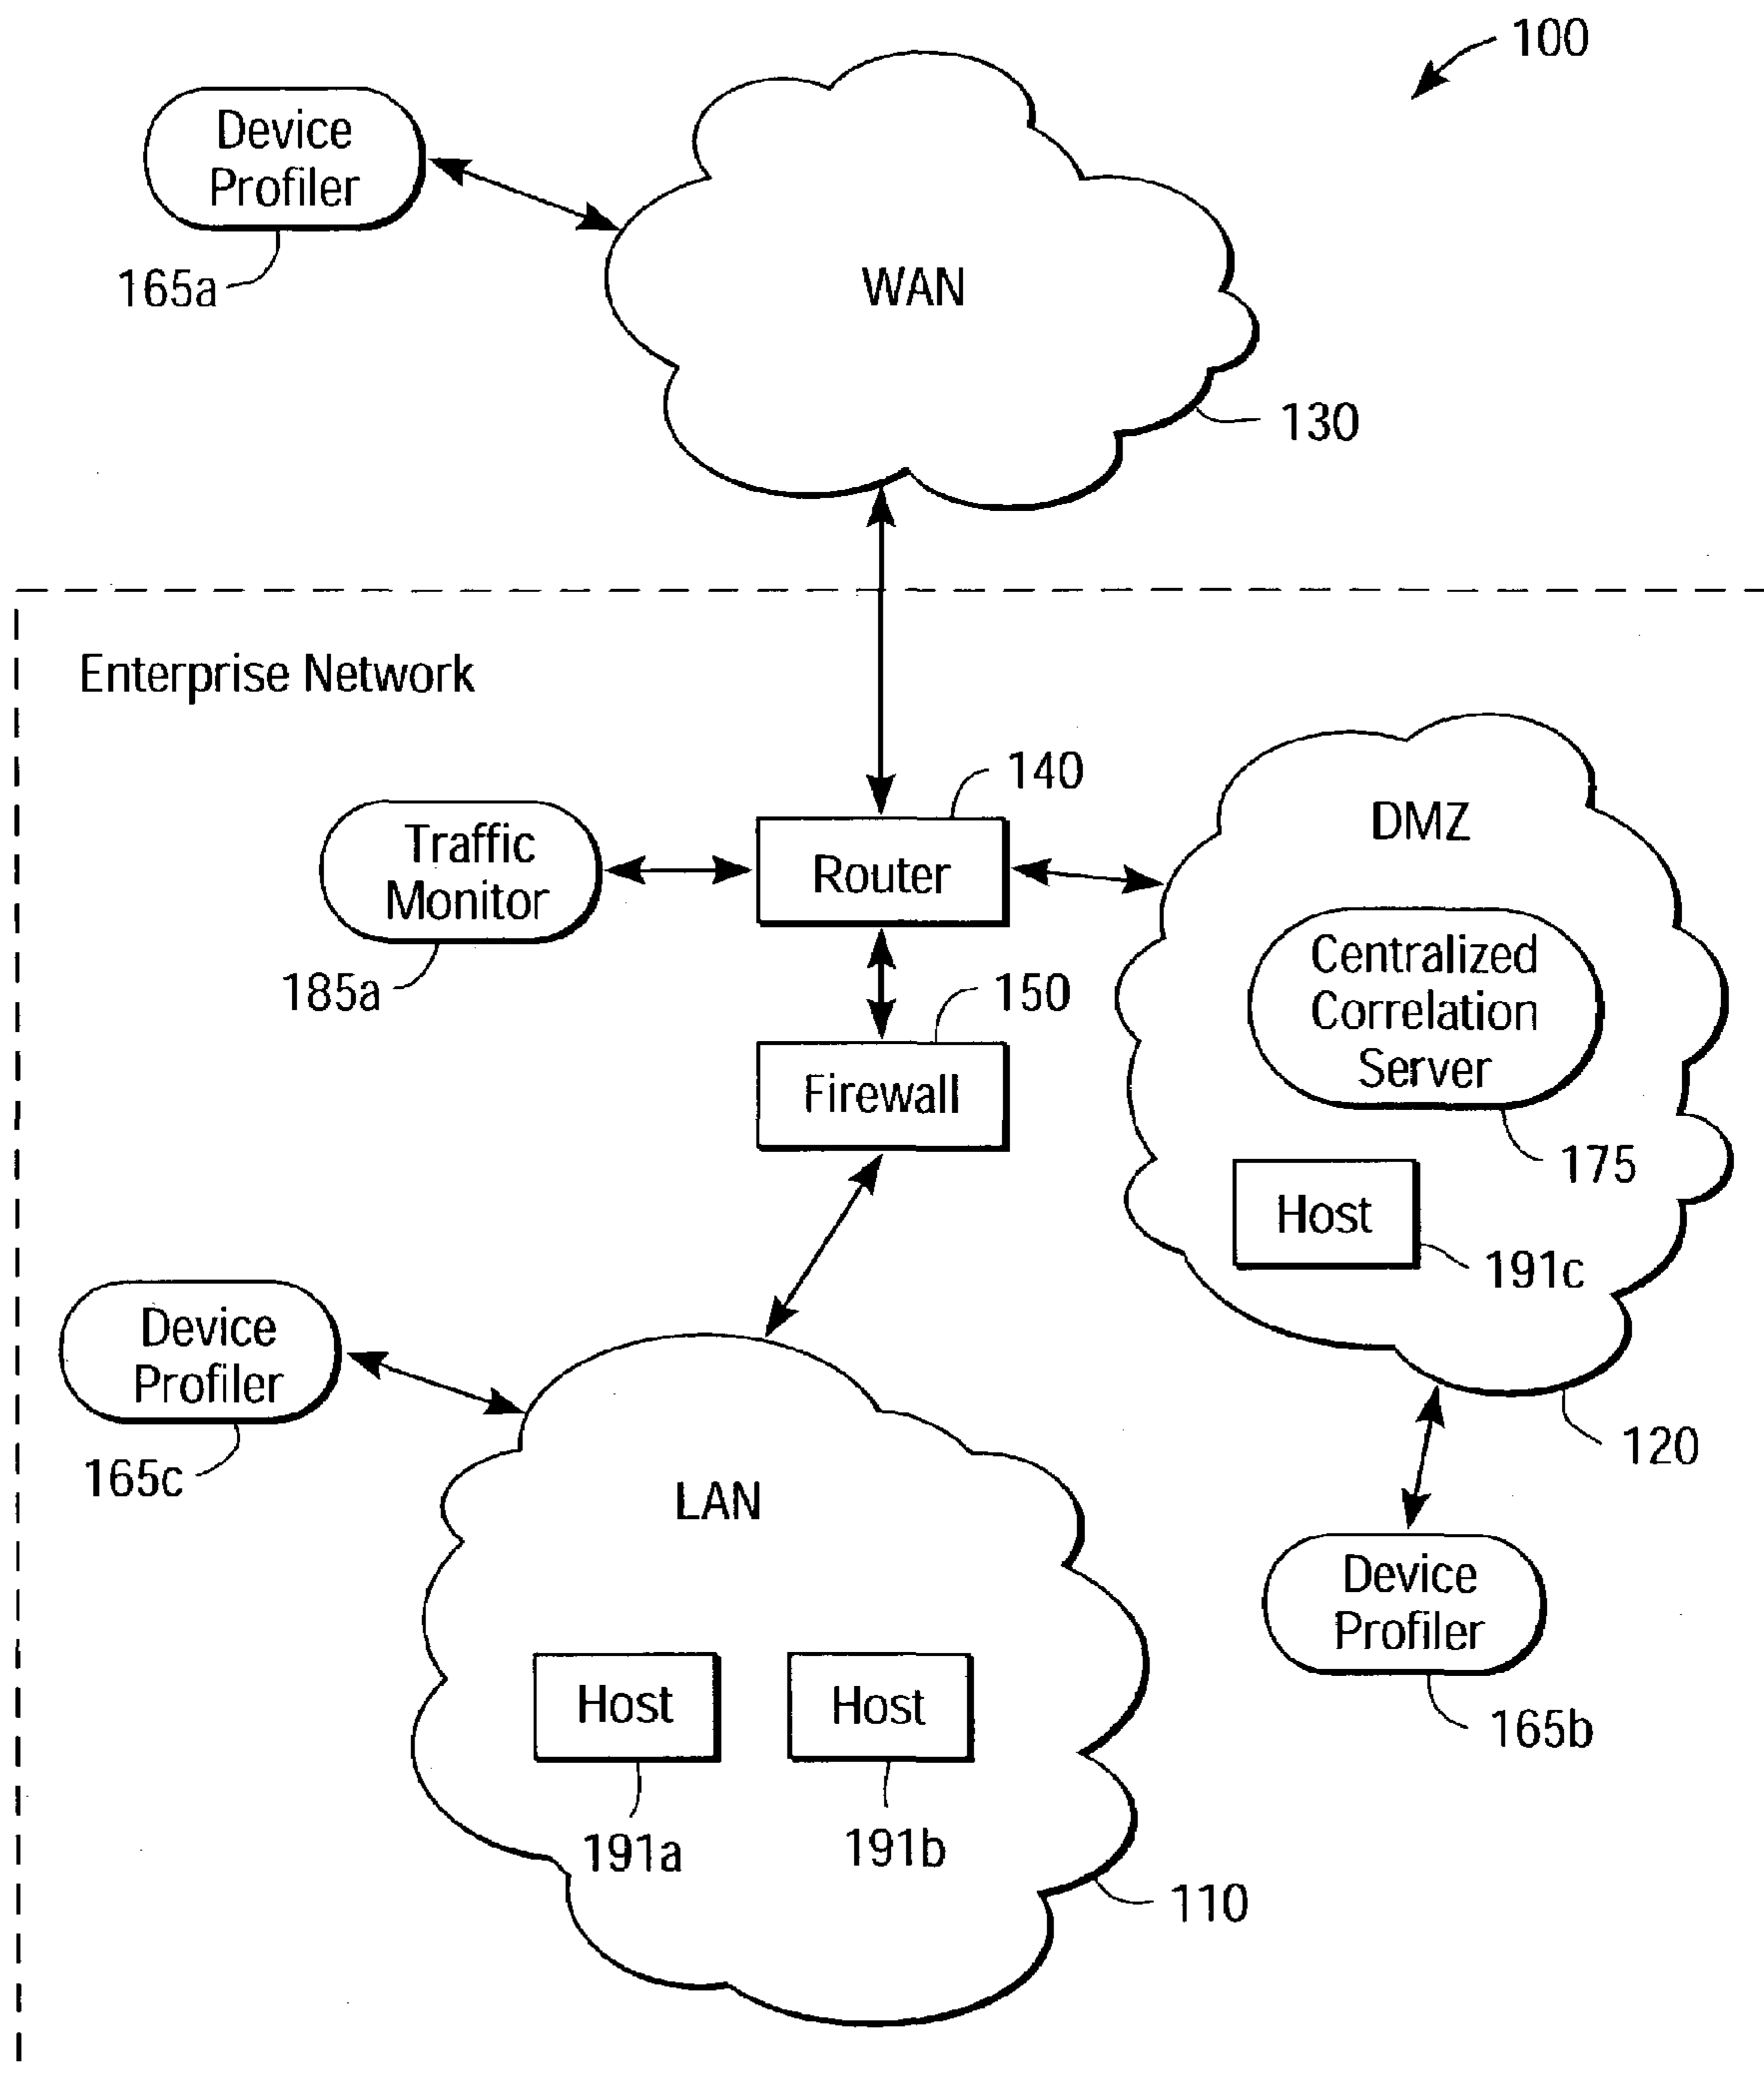 100
Device
Profiler
165a
WAN
130
Enterprise Network
140
DMZ
Traffic
Monitor
Router
185a
Centralized
Correlation
Server
150
Firewall
175
Host
191c
Device
Profiler
165c
120
LAN
Device
Profiler
165b
Host
Host
191a
191b
110